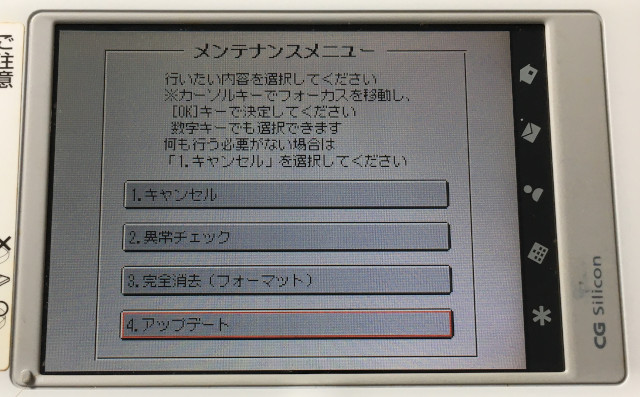 メンテナンスメニュー
行いたい内容を選択してください
※カーソルキーでフォーカスを移動し、
[OK]キーで決定してください
数字キーでも選択できます
何も行う必要がない場合は
「1.キャンセル」を選択してください
1.キャンセル
2.異常チェック
3.完全消去(フォーマット)
4.アップデート
CG Silicon
ご注意